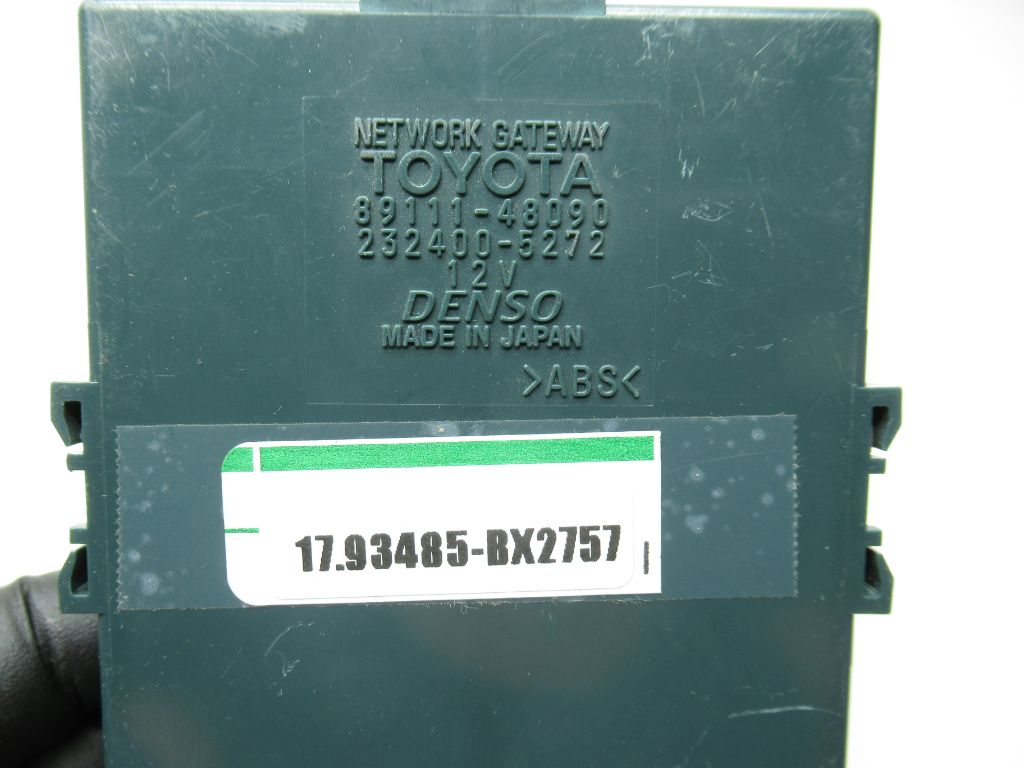 NETWORK GATEWAY
TOYOTA
89111-48090
232400-5272
12V
DENSO
MADE IN JAPAN
>ABS<
17.93485-BX2757